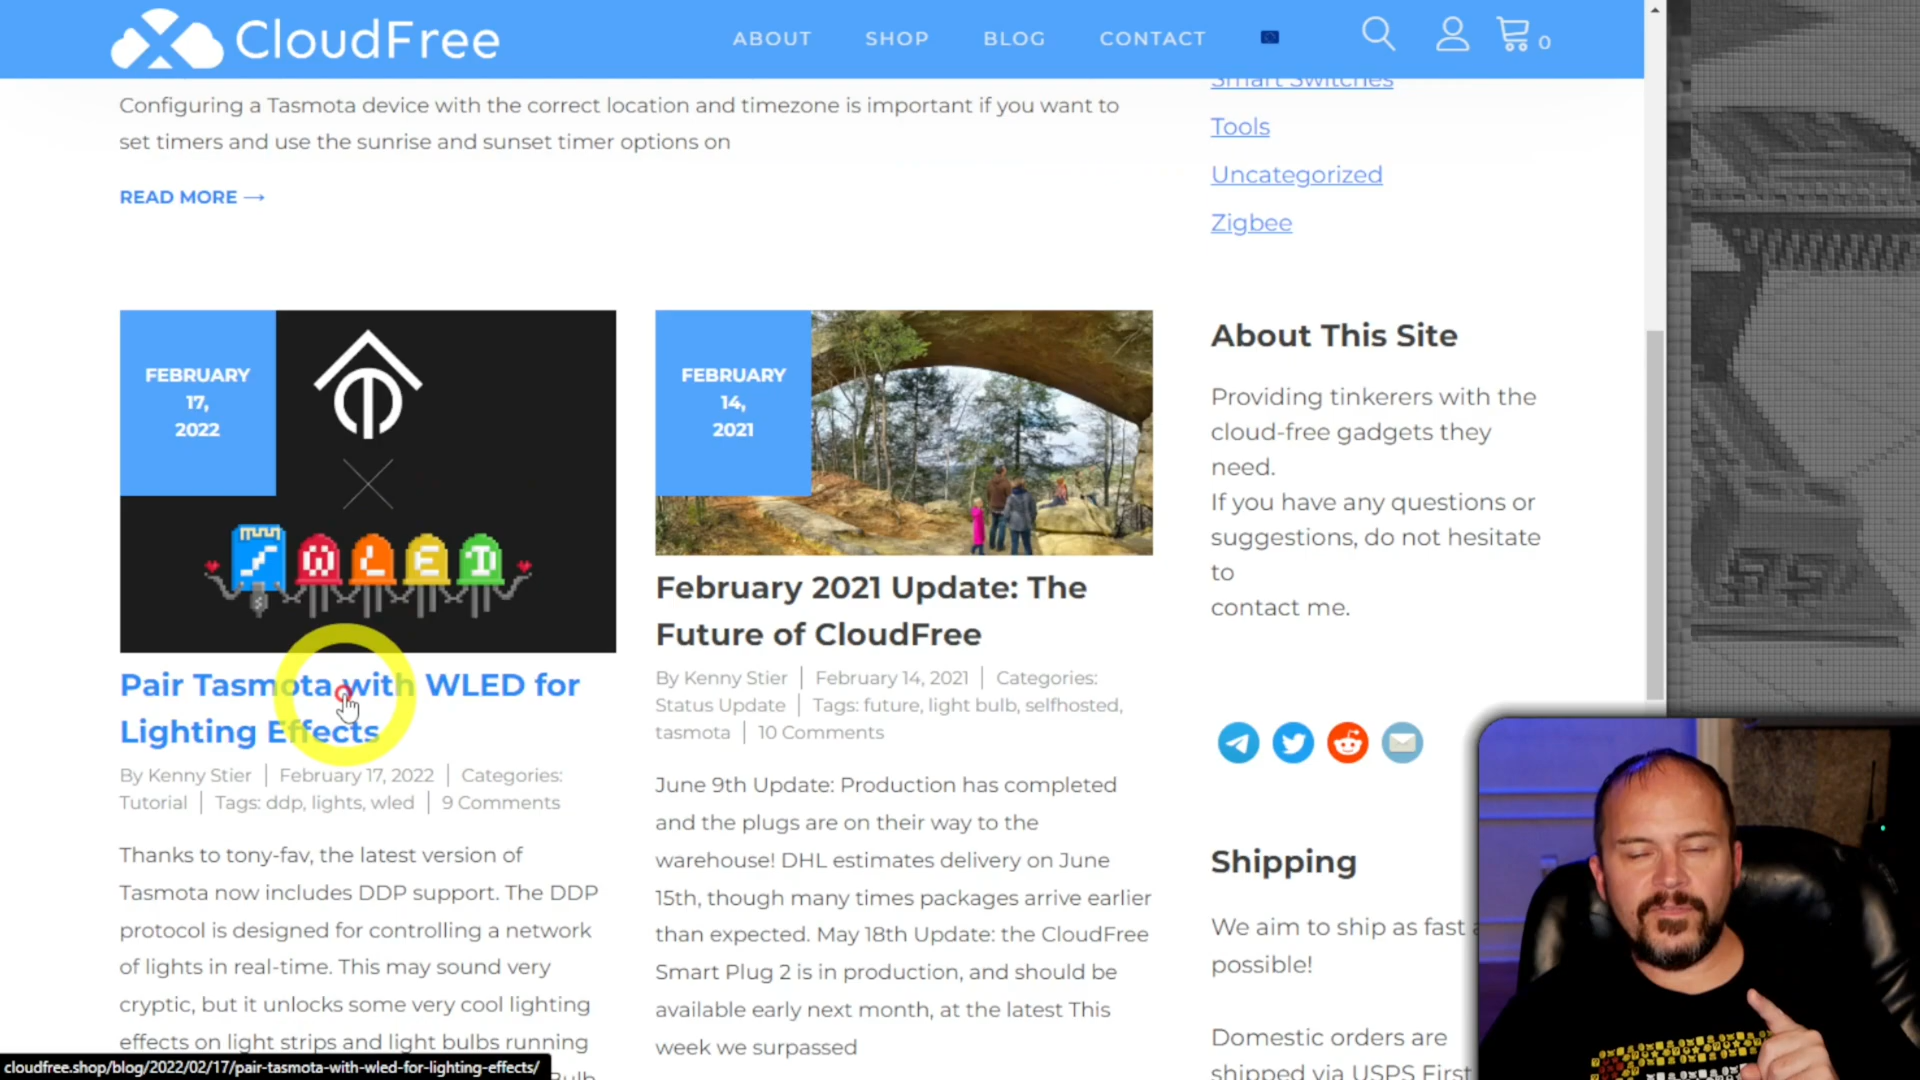 CloudFree
ABOUT
SHOP
BLOG
CONTACT
0
Configuring a Tasmota device with the correct location and timezone is important if you want to
set timers and use the sunrise and sunset timer options on
READ MORE →
Smart Switches
Tools
Uncategorized
Zigbee
FEBRUARY
17,
2022
WLED
Pair Tasmota with WLED for
Lighting Effects
By Kenny Stier | February 17, 2022 | Categories:
Tutorial | Tags: ddp, lights, wled | 9 Comments
Thanks to tony-fav, the latest version of
Tasmota now includes DDP support. The DDP
protocol is designed for controlling a network
of lights in real-time. This may sound very
cryptic, but it unlocks some very cool lighting
effects on light strips and light bulbs running
FEBRUARY
14,
2021
February 2021 Update: The
Future of CloudFree
By Kenny Stier | February 14, 2021 | Categories:
Status Update | Tags: future, light bulb, selfhosted,
tasmota | 10 Comments
June 9th Update: Production has completed
and the plugs are on their way to the
warehouse! DHL estimates delivery on June
15th, though many times packages arrive earlier
than expected. May 18th Update: the CloudFree
Smart Plug 2 is in production, and should be
available early next month, at the latest This
week we surpassed
About This Site
Providing tinkerers with the
cloud-free gadgets they
need.
If you have any questions or
suggestions, do not hesitate
to
contact me.
Shipping
We aim to ship as fast
possible!
Domestic orders are
shipped via USPS First
cloudfree.shop/blog/2022/02/17/pair-tasmota-with-wled-for-lighting-effects/